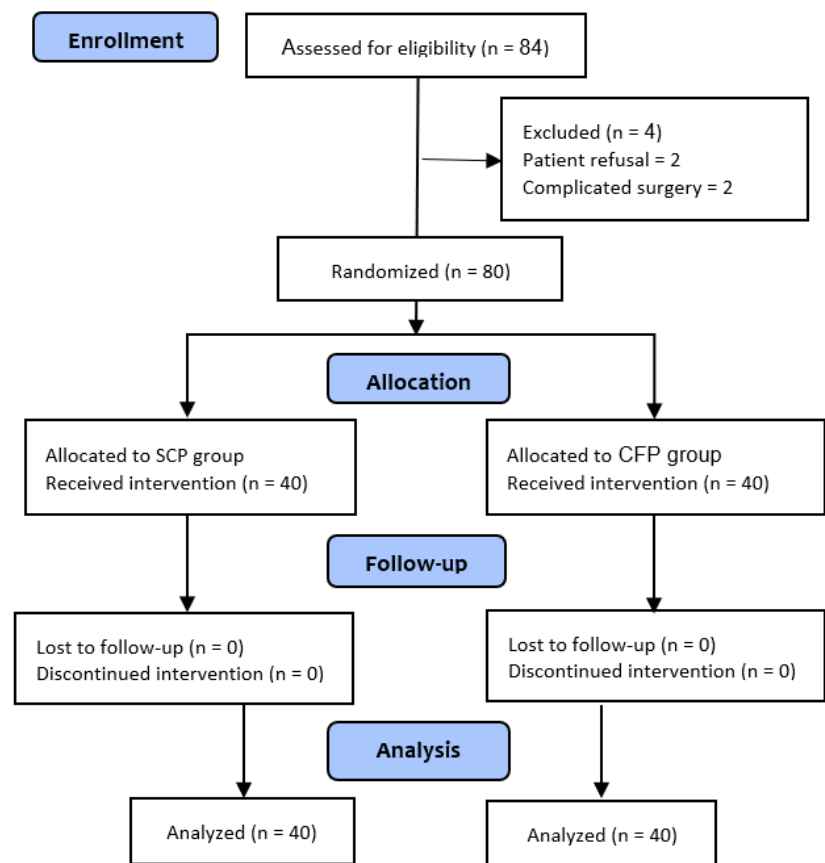 Enrollment
Assessed for eligibility (n = 84)
Excluded (n = 4)
Patient refusal = 2
Complicated surgery = 2
Randomized (n = 80)
Allocation
Allocated to SCP group
Received intervention (n = 40)
Allocated to CFP group
Received intervention (n = 40)
Follow-up
Lost to follow-up (n = 0)
Discontinued intervention (n = 0)
Lost to follow-up (n = 0)
Discontinued intervention (n = 0)
Analysis
Analyzed (n = 40)
Analyzed (n = 40)